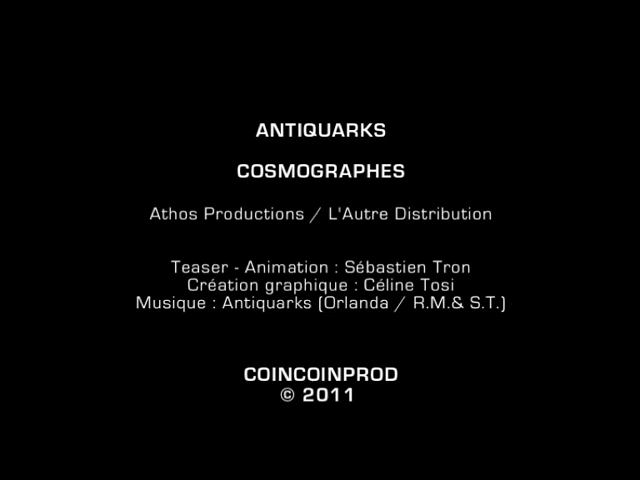 ANTIQUARKS
COSMOGRAPHES
Athos Productions / L'Autre Distribution
Teaser - Animation : Sébastien Tron
Création graphique : Céline Tosi
Musique : Antiquarks (Orlanda / R.M.& S.T.)
COINCOINPROD
© 2011